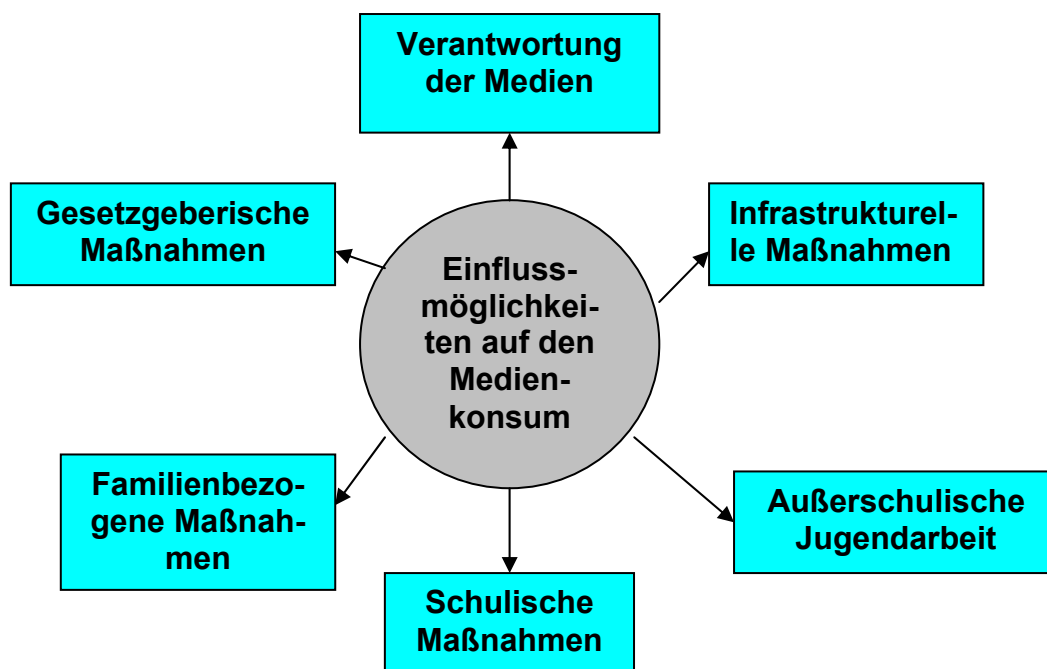 Verantwortung
der Medien
Gesetzgeberische
Maßnahmen
Infrastrukturel-
le Maßnahmen
Einfluss-
möglichkei-
ten auf den
Medien-
konsum
Familienbezo-
gene Maßnah-
men
Außerschulische
Jugendarbeit
Schulische
Maßnahmen